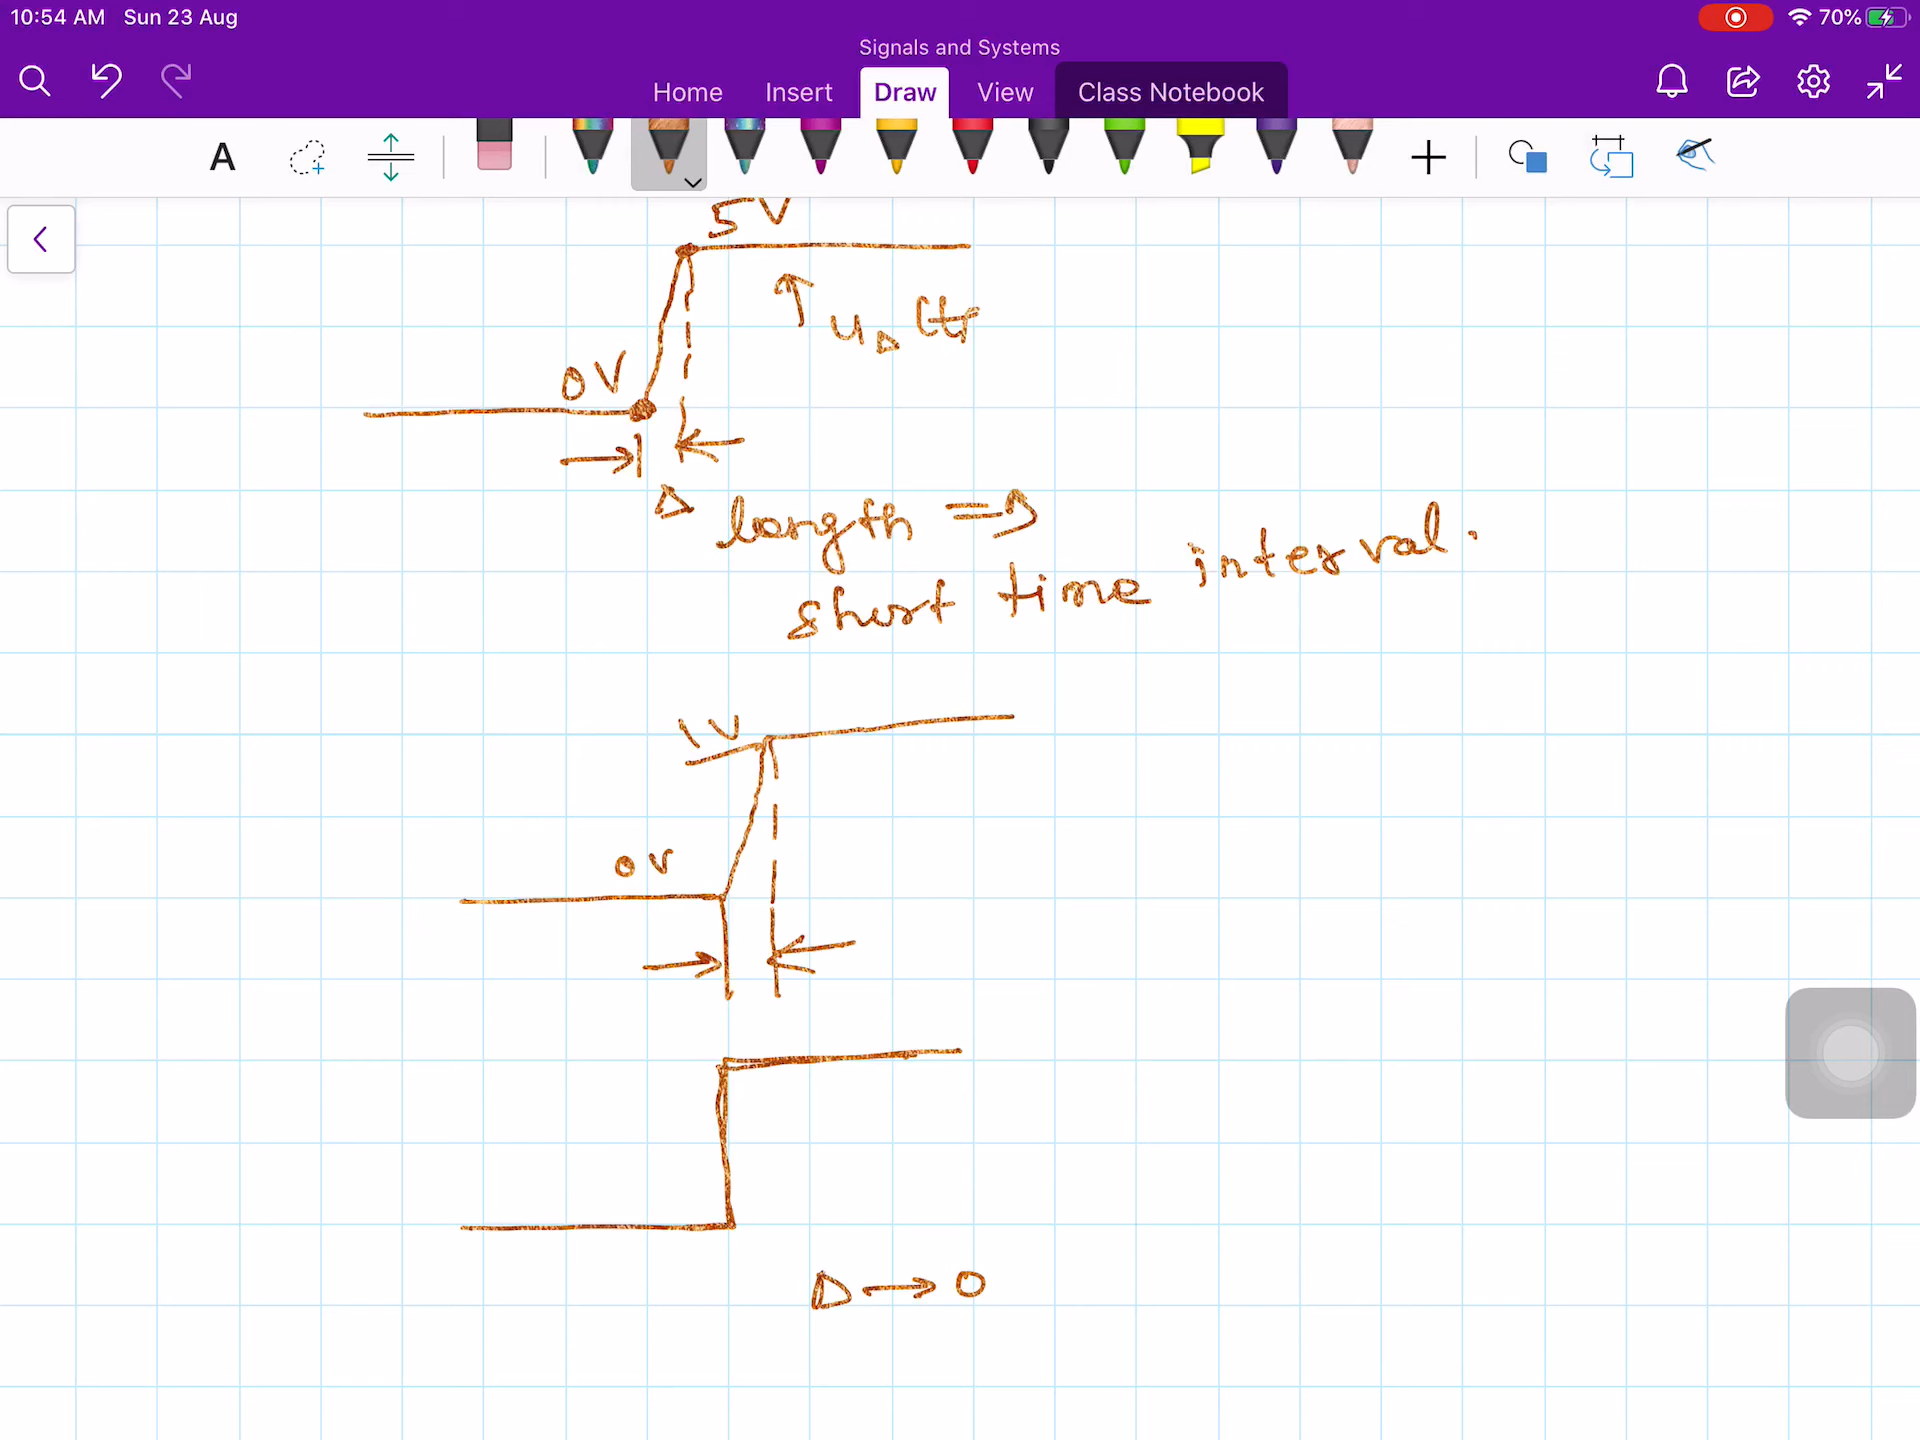 10:54 AM Sun 23 Aug
70%
Signals and Systems
Home Insert Draw View Class Notebook
A
5V
u_Δ(t)
0V
Δ length ⇒
short time interval.
1V
0V
Δ → 0